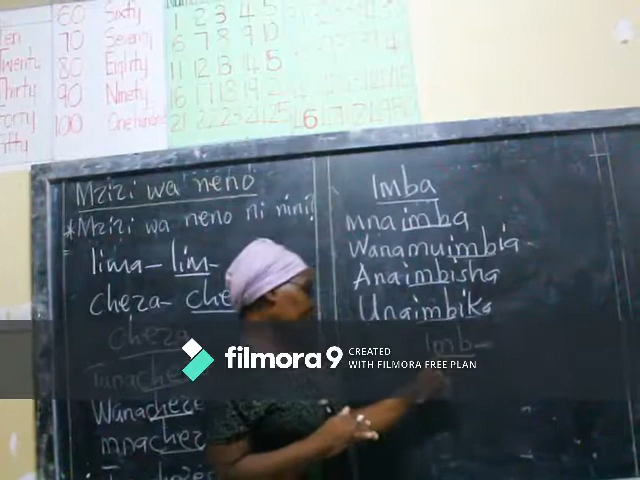 60 Sixty
Ten 70 Seventy
Twenty 80 Eighty
Thirty 90 Ninety
Forty 100 One hundred
1 2 3 4 5
6 7 8 9 10
11 12 13 14 15
16 17 18 19
21 22 23 24 25
Mzizi wa neno
*Mzizi wa neno ni nini?
lima- lim-
cheza- che
cheza
Tunache
Wanacheze
mnachez
Imba
mnaimba
Wanamuimbia-
Anaimbisha
Unaimbika
Imb-
filmora 9 CREATED
WITH FILMORA FREE PLAN